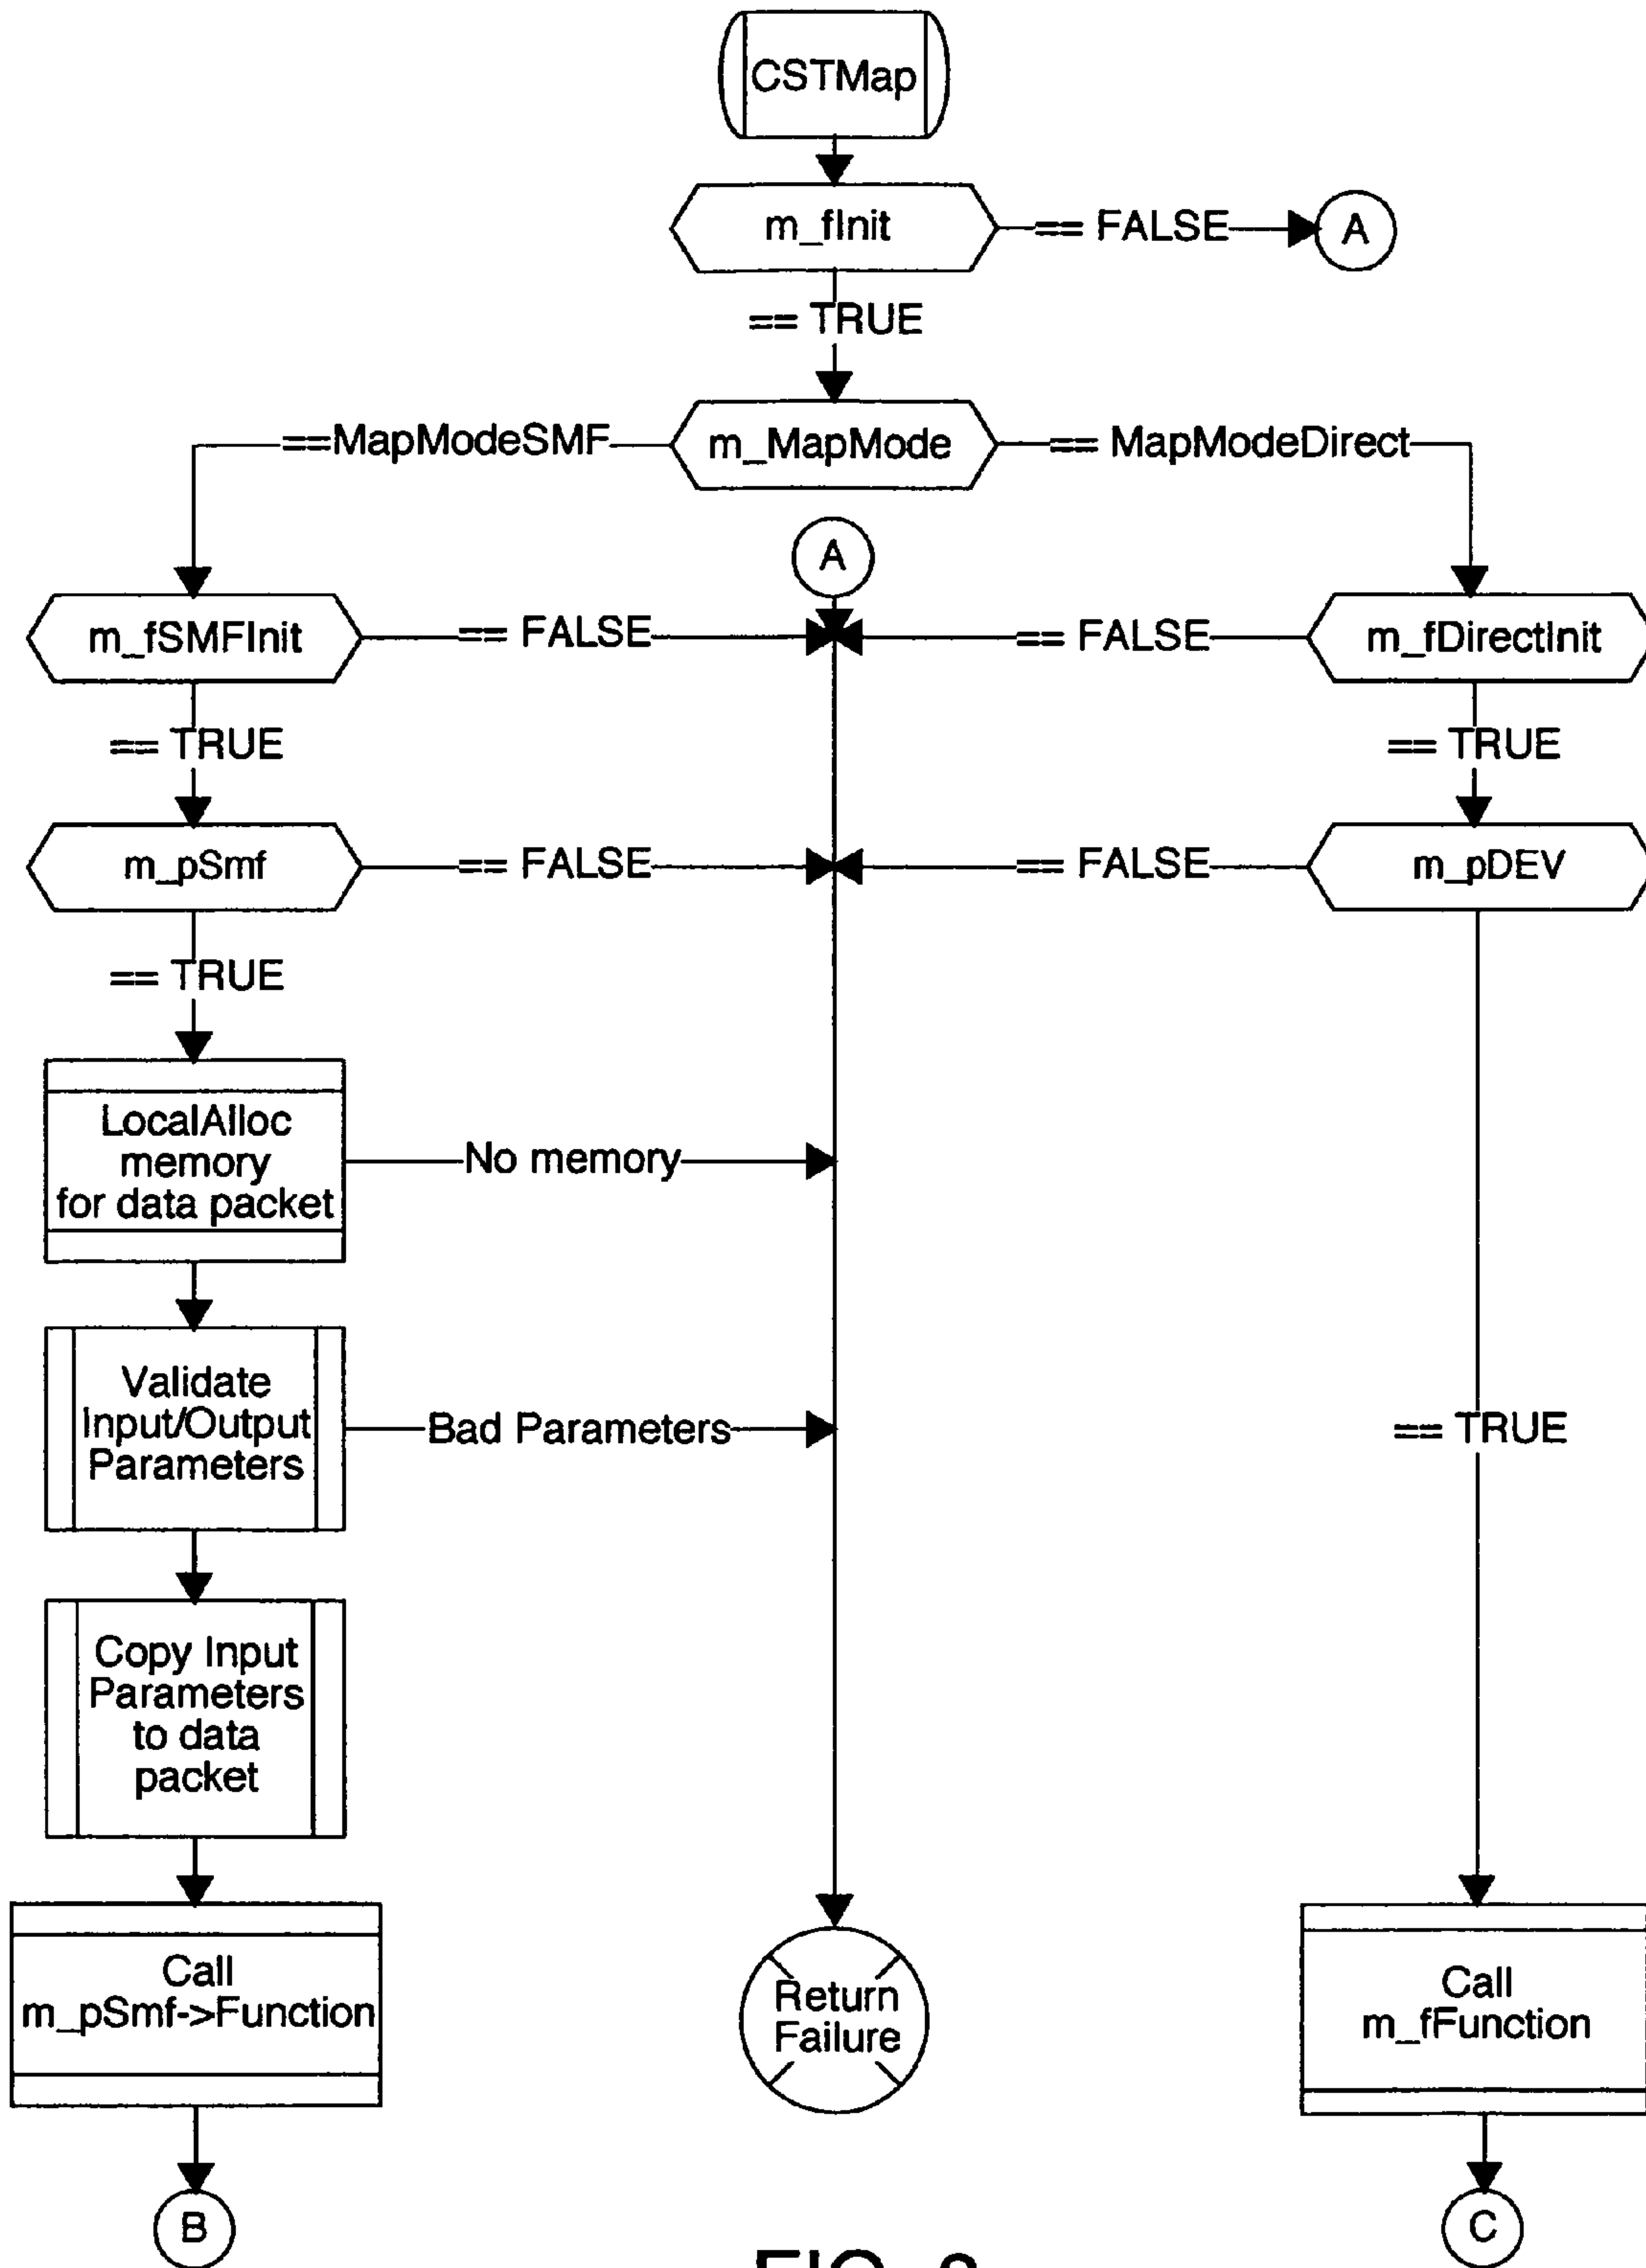 CSTMap
m_fInit
== FALSE
A
== TRUE
==MapModeSMF
m_MapMode
== MapModeDirect
A
m_fSMFInit
== FALSE
== FALSE
m_fDirectInit
== TRUE
== TRUE
m_pSmf
== FALSE
== FALSE
m_pDEV
== TRUE
LocalAlloc
memory
for data packet
No memory
Validate
Input/Output
Parameters
Bad Parameters
== TRUE
Copy Input
Parameters
to data
packet
Call
m_pSmf->Function
Return
Failure
Call
m_fFunction
B
C